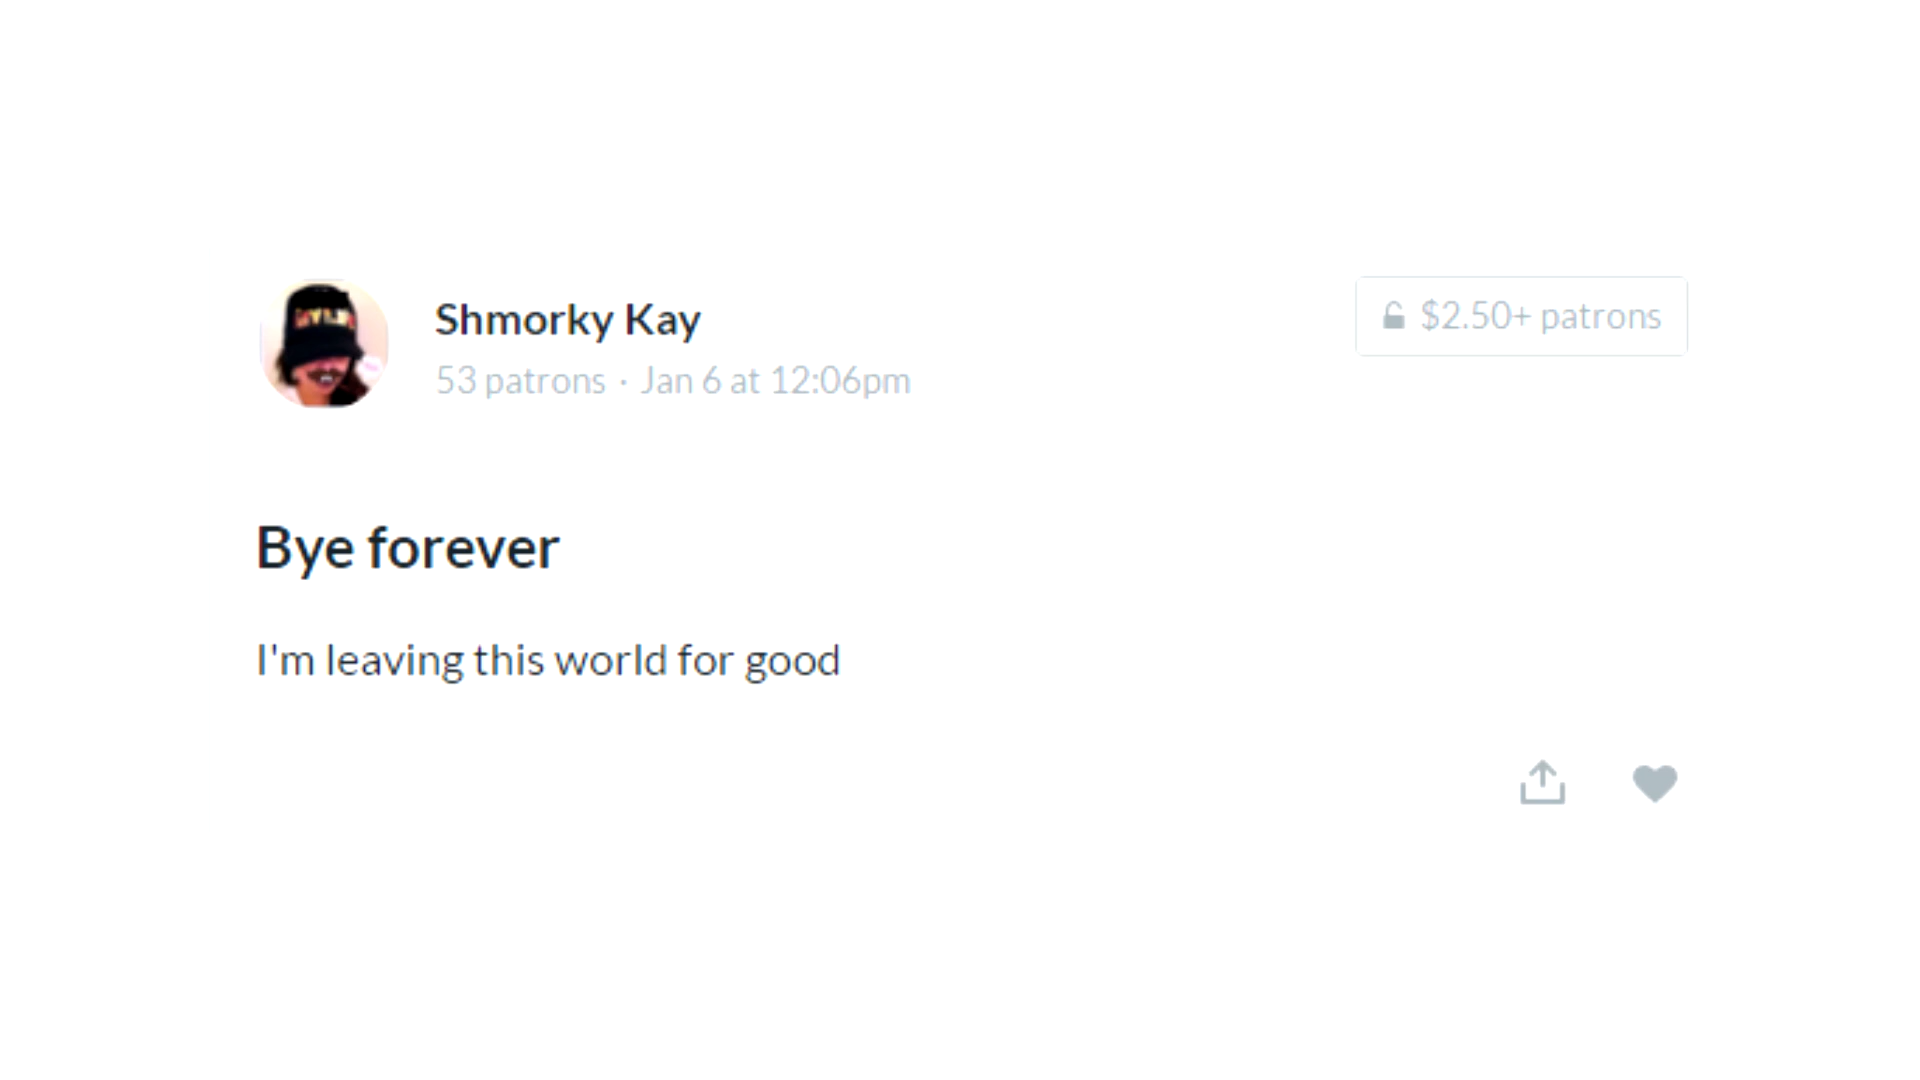 Shmorky Kay
$2.50+ patrons
53 patrons · Jan 6 at 12:06pm
Bye forever
I'm leaving this world for good